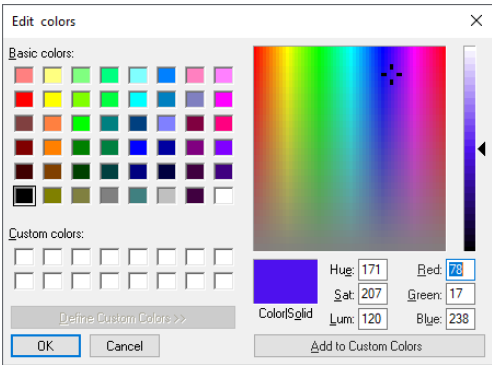 Edit colors
Basic colors:
Custom colors:
Define Custom Colors >>
OK Cancel
Color|Solid
Hue: 171 Red: 78
Sat: 207 Green: 17
Lum: 120 Blue: 238
Add to Custom Colors